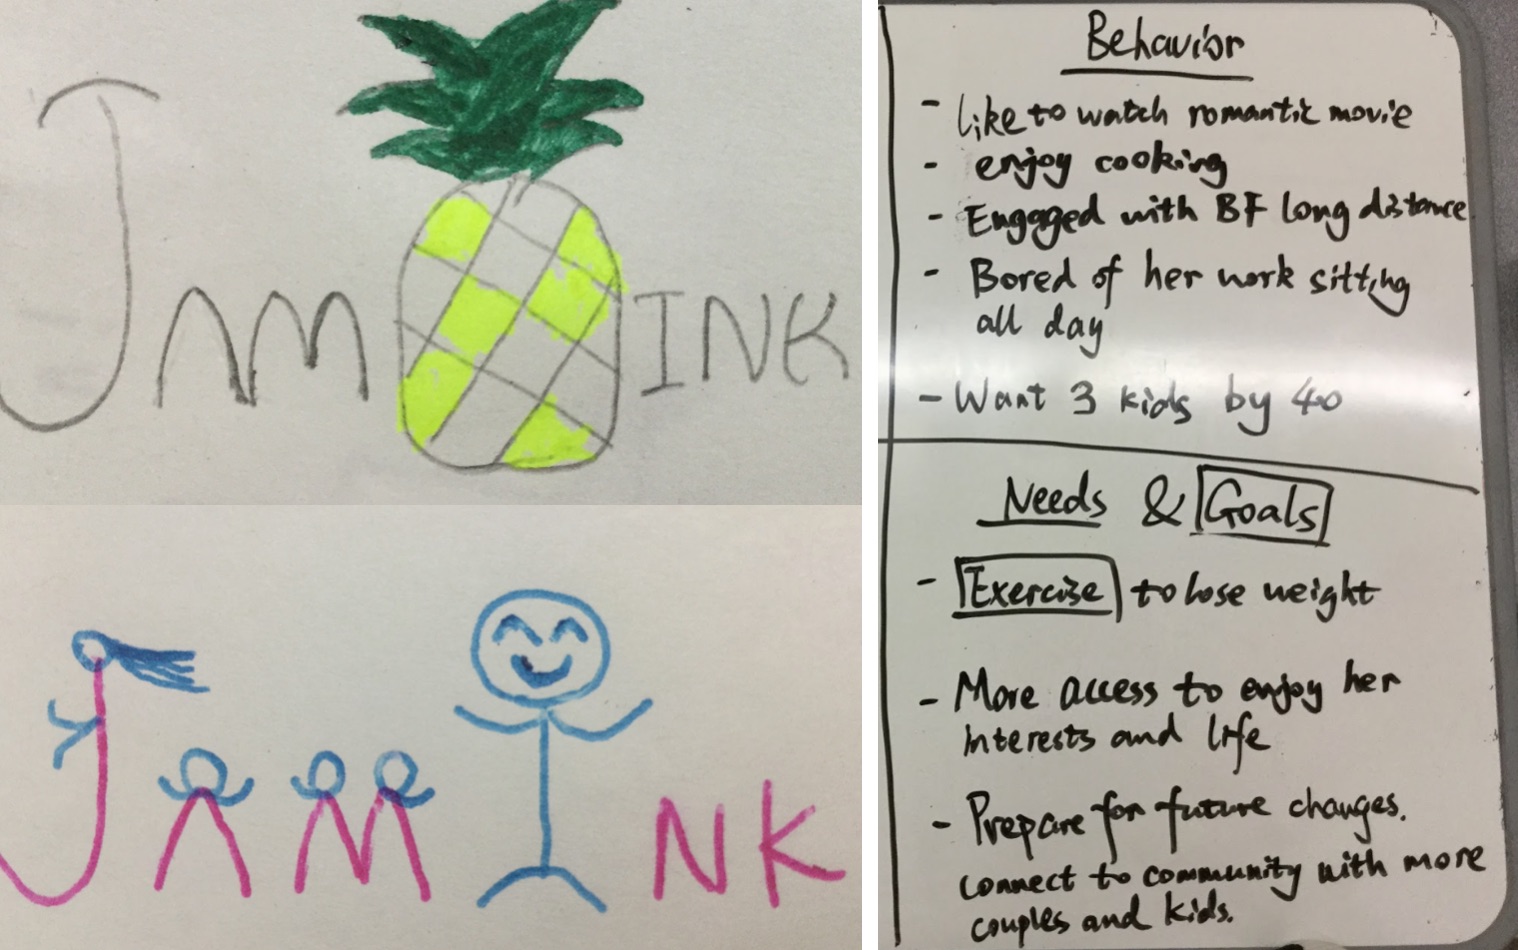 JAM INK
JAMINK
Behavior
- like to watch romantic movie
- enjoy cooking
- Engaged with BF long distance
- Bored of her work sitting
all day
- Want 3 kids by 40
Needs & Goals
- Exercise to lose weight
- More access to enjoy her
interests and life
- Prepare for future changes.
connect to community with more
couples and kids.